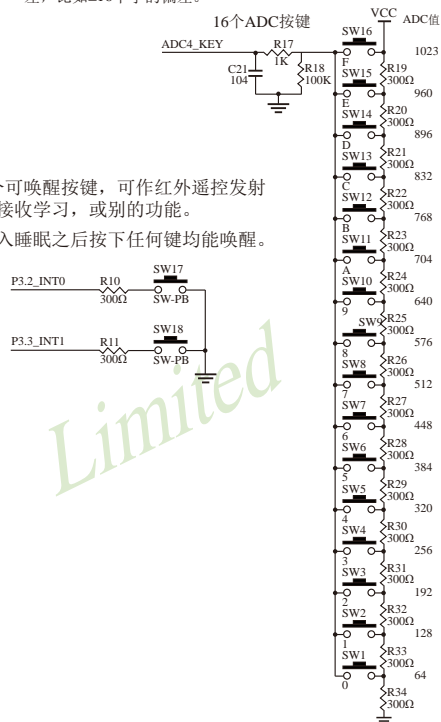 16个ADC按键
VCC
ADC值
ADC4_KEY
R17
1K
C21
104
R18
100K
SW16
F
1023
R19
300Ω
SW15
E
960
R20
300Ω
SW14
D
896
R21
300Ω
SW13
C
832
R22
300Ω
SW12
B
768
R23
300Ω
SW11
A
704
R24
300Ω
SW10
9
640
R25
300Ω
SW9
8
576
R26
300Ω
SW8
7
512
R27
300Ω
SW7
6
448
R28
300Ω
SW6
5
384
R29
300Ω
SW5
4
320
R30
300Ω
SW4
3
256
R31
300Ω
SW3
2
192
R32
300Ω
SW2
1
128
R33
300Ω
SW1
0
64
R34
300Ω
可唤醒按键，可作红外遥控发射
接收学习，或别的功能。
入睡眠之后按下任何键均能唤醒。
P3.2_INT0
R10
300Ω
SW17
SW-PB
P3.3_INT1
R11
300Ω
SW18
SW-PB
Limited